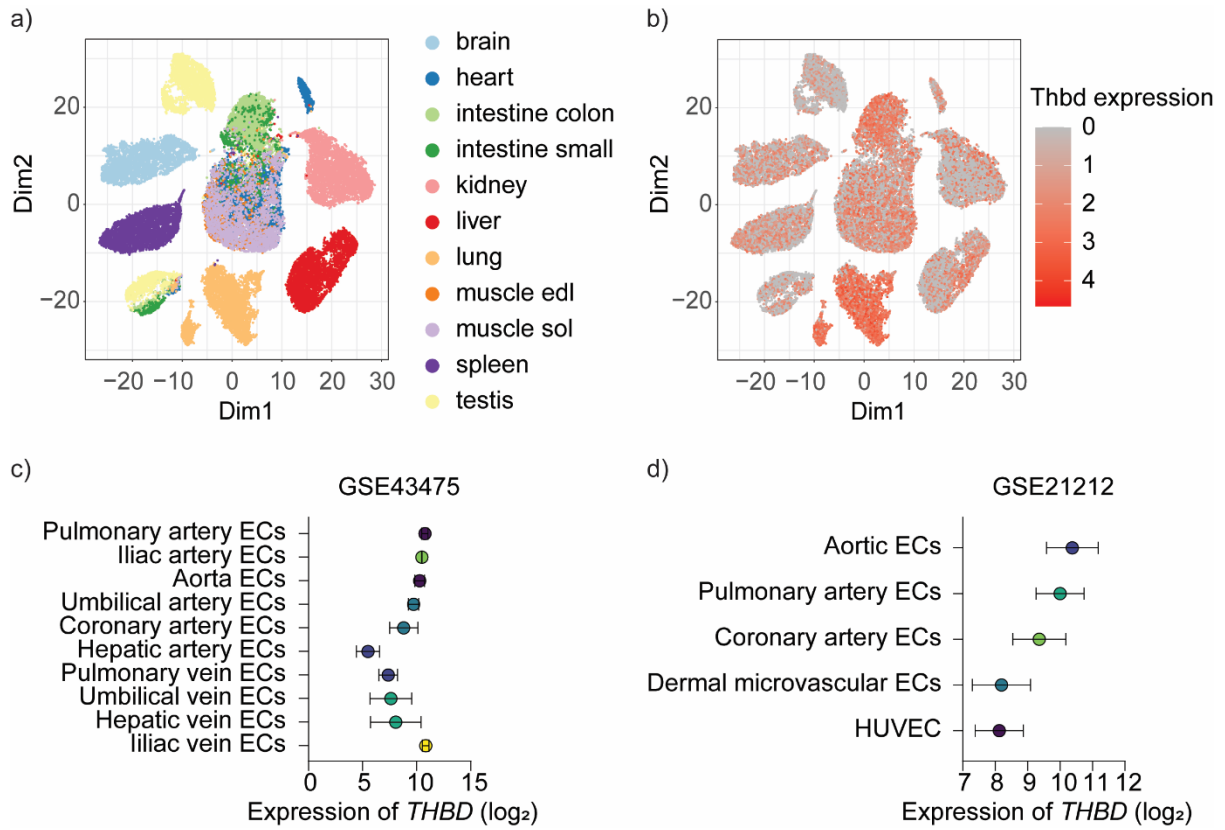 a)
20
0
−20
Dim2
−20 −10 0 10 20 30
Dim1
brain
heart
intestine colon
intestine small
kidney
liver
lung
muscle edl
muscle sol
spleen
testis
b)
20
0
−20
Dim2
−20 −10 0 10 20 30
Dim1
Thbd expression
0
1
2
3
4
c)
GSE43475
Pulmonary artery ECs
Iliac artery ECs
Aorta ECs
Umbilical artery ECs
Coronary artery ECs
Hepatic artery ECs
Pulmonary vein ECs
Umbilical vein ECs
Hepatic vein ECs
Iiliac vein ECs
0 5 10 15
Expression of THBD (log₂)
d)
GSE21212
Aortic ECs
Pulmonary artery ECs
Coronary artery ECs
Dermal microvascular ECs
HUVEC
7 8 9 10 11 12
Expression of THBD (log₂)